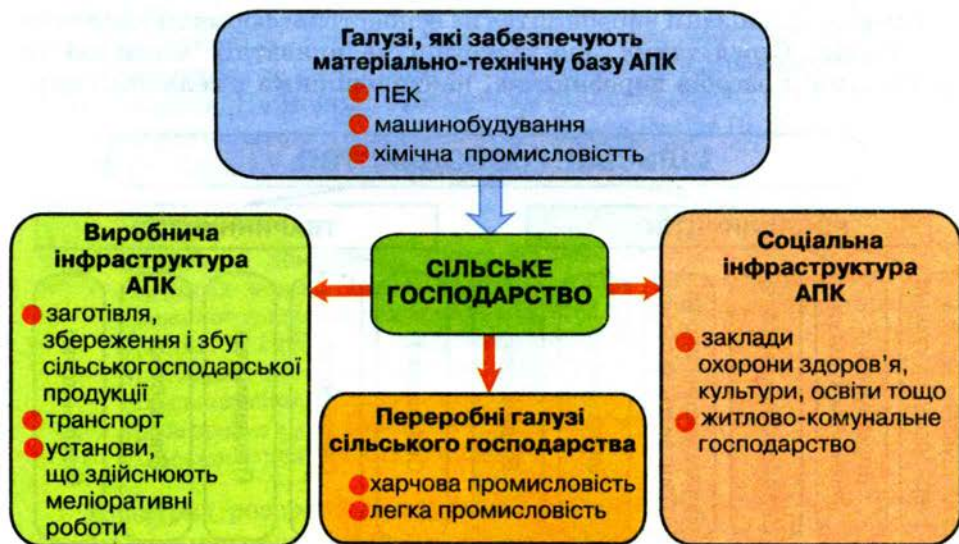 Галузі, які забезпечують
матеріально-технічну базу АПК
ПЕК
машинобудування
хімічна промисловістть
Виробнича
інфраструктура
АПК
заготівля,
збереження і збут
сільськогосподарської
продукції
транспорт
установи,
що здійснюють
меліоративні
роботи
СІЛЬСЬКЕ
ГОСПОДАРСТВО
Переробні галузі
сільського господарства
харчова промисловість
легка промисловість
Соціальна
інфраструктура
АПК
заклади
охорони здоров’я,
культури, освіти тощо
житлово-комунальне
господарство